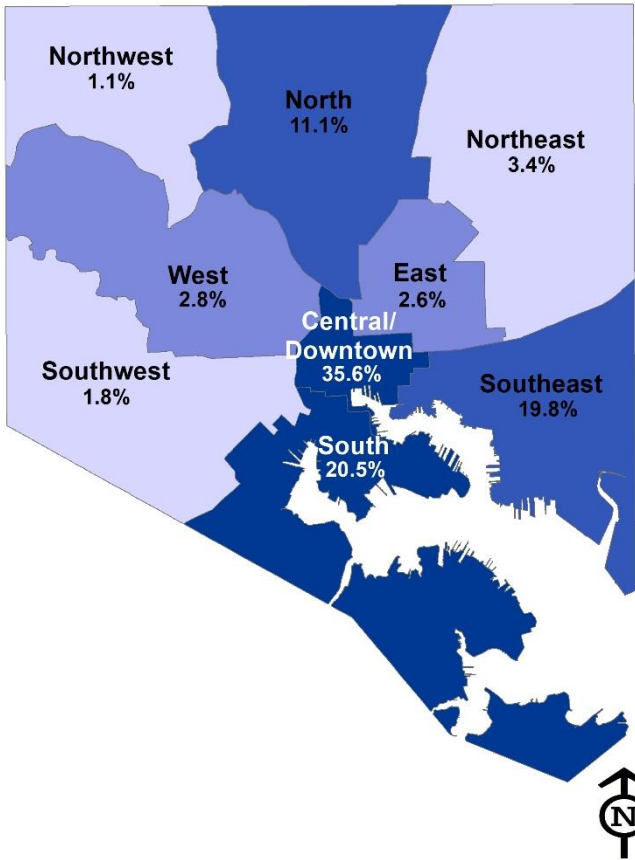 Northwest
1.1%
North
11.1%
Northeast
3.4%
West
2.8%
East
2.6%
Central/
Downtown
35.6%
Southwest
1.8%
Southeast
19.8%
South
20.5%
N